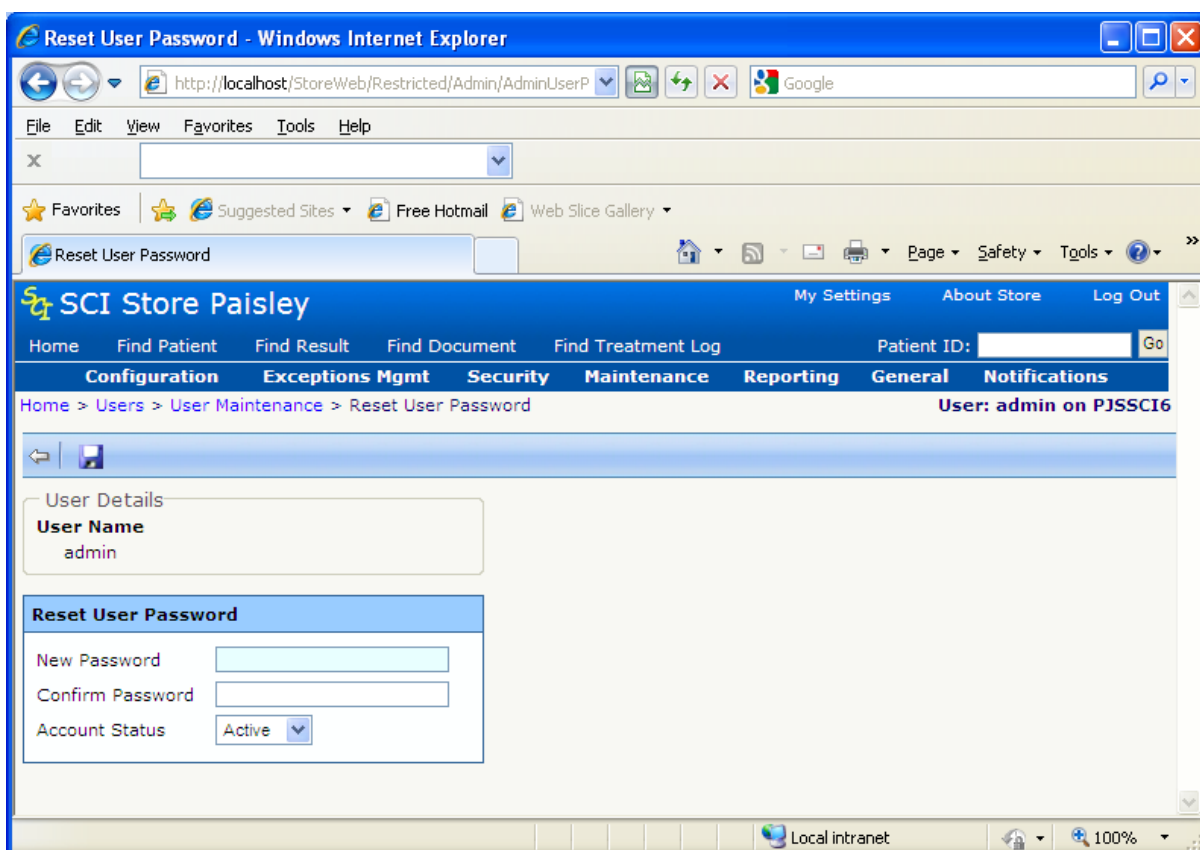 Reset User Password - Windows Internet Explorer
http://localhost/StoreWeb/Restricted/Admin/AdminUserP
Google
File Edit View Favorites Tools Help
x
Favorites Suggested Sites Free Hotmail Web Slice Gallery
Reset User Password
Page Safety Tools »
SCI SCI Store Paisley
My Settings About Store Log Out
Home Find Patient Find Result Find Document Find Treatment Log Patient ID: Go
Configuration Exceptions Mgmt Security Maintenance Reporting General Notifications
Home > Users > User Maintenance > Reset User Password User: admin on PJSSCI6
User Details
User Name
admin
Reset User Password
New Password
Confirm Password
Account Status Active
Local intranet 100%